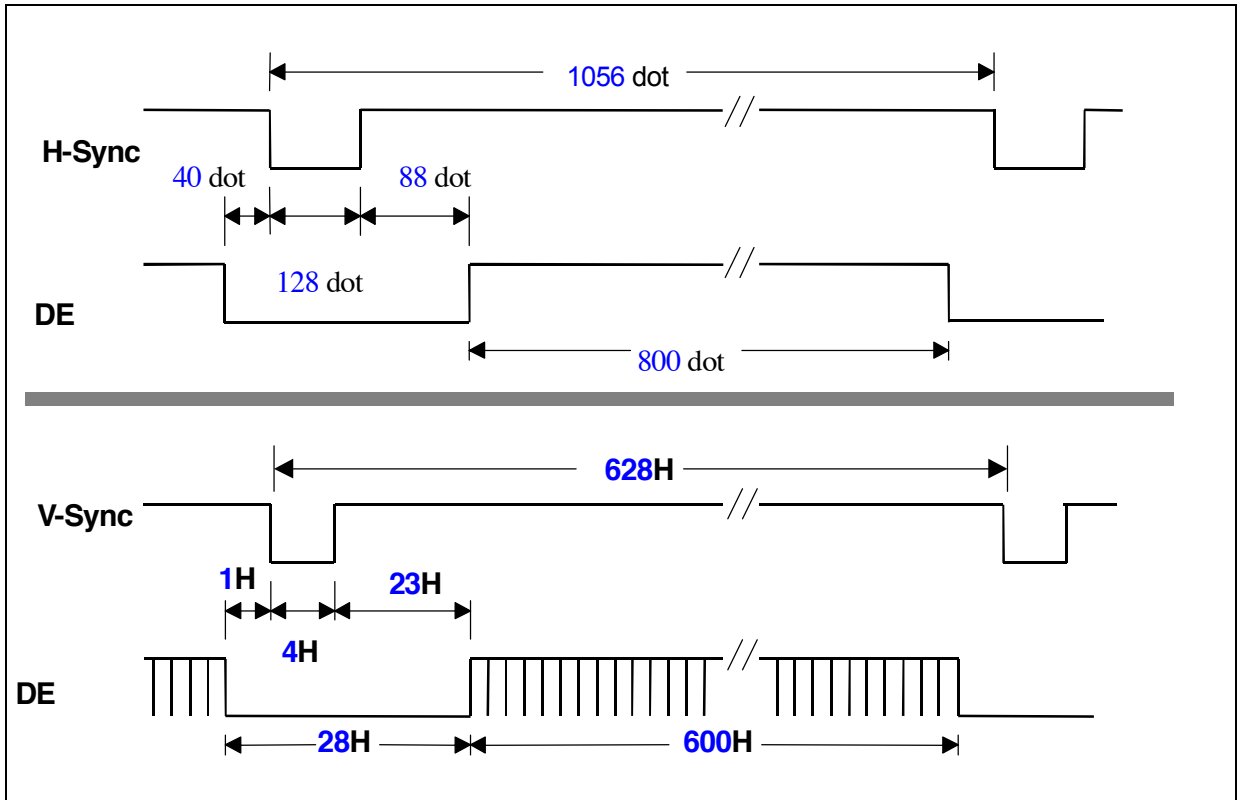 1056 dot
H-Sync
40 dot
88 dot
128 dot
DE
800 dot
628H
V-Sync
1H
23H
4H
DE
28H
600H